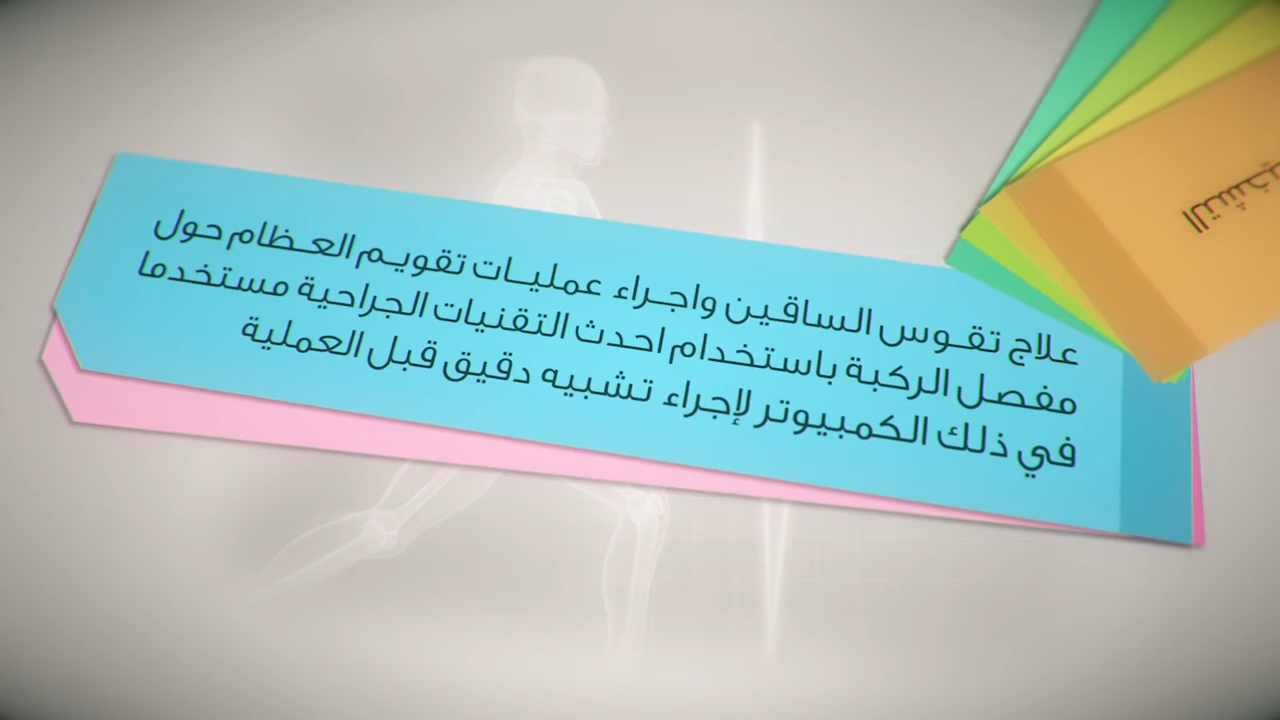 علاج تقوس الساقين واجراء عمليات تقويم العظام حول
مفصل الركبة باستخدام احدث التقنيات الجراحية مستخدما
في ذلك الكمبيوتر لإجراء تشبيه دقيق قبل العملية